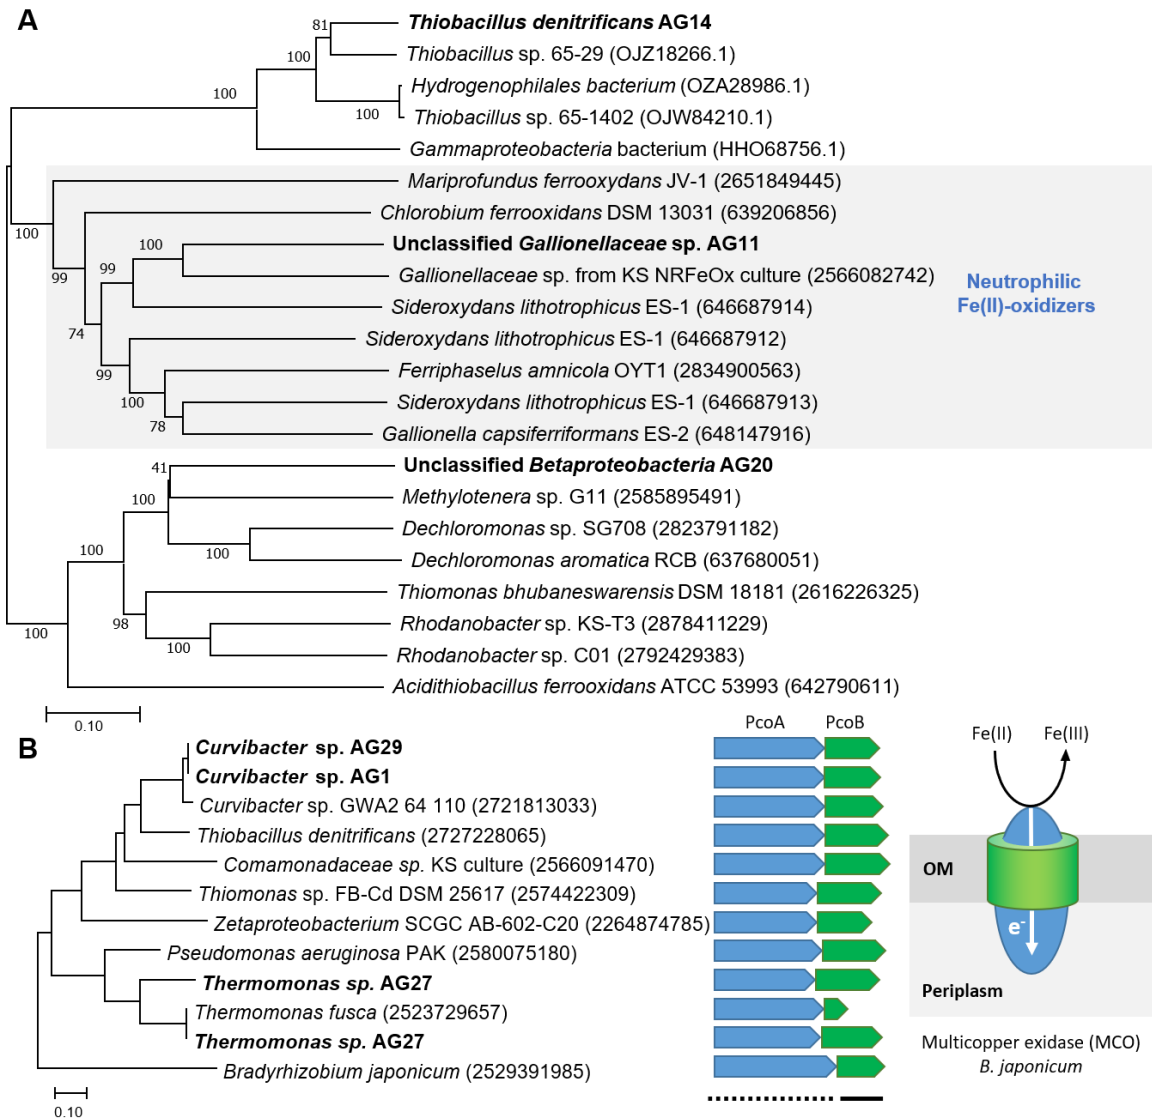 A
81
Thiobacillus denitrificans AG14
Thiobacillus sp. 65-29 (OJZ18266.1)
100
Hydrogenophilales bacterium (OZA28986.1)
100
100
Thiobacillus sp. 65-1402 (OJW84210.1)
Gammaproteobacteria bacterium (HHO68756.1)
Mariprofundus ferrooxydans JV-1 (2651849445)
Chlorobium ferrooxidans DSM 13031 (639206856)
100
100
Unclassified Gallionellaceae sp. AG11
99
99
Gallionellaceae sp. from KS NRFeOx culture (2566082742)
Neutrophilic
Fe(II)-oxidizers
Sideroxydans lithotrophicus ES-1 (646687914)
74
Sideroxydans lithotrophicus ES-1 (646687912)
99
Ferriphaselus amnicola OYT1 (2834900563)
100
Sideroxydans lithotrophicus ES-1 (646687913)
78
Gallionella capsiferriformans ES-2 (648147916)
41
Unclassified Betaproteobacteria AG20
100
Methylotenera sp. G11 (2585895491)
Dechloromonas sp. SG708 (2823791182)
100
100
Dechloromonas aromatica RCB (637680051)
Thiomonas bhubaneswarensis DSM 18181 (2616226325)
98
Rhodanobacter sp. KS-T3 (2878411229)
100
100
Rhodanobacter sp. C01 (2792429383)
Acidithiobacillus ferrooxidans ATCC 53993 (642790611)
0.10
B
PcoA
PcoB
Curvibacter sp. AG29
Curvibacter sp. AG1
Curvibacter sp. GWA2 64 110 (2721813033)
Thiobacillus denitrificans (2727228065)
Comamonadaceae sp. KS culture (2566091470)
Thiomonas sp. FB-Cd DSM 25617 (2574422309)
Zetaproteobacterium SCGC AB-602-C20 (2264874785)
Pseudomonas aeruginosa PAK (2580075180)
Thermomonas sp. AG27
Thermomonas fusca (2523729657)
Thermomonas sp. AG27
Bradyrhizobium japonicum (2529391985)
0.10
Fe(II)
Fe(III)
OM
e-
Periplasm
Multicopper exidase (MCO)
B. japonicum